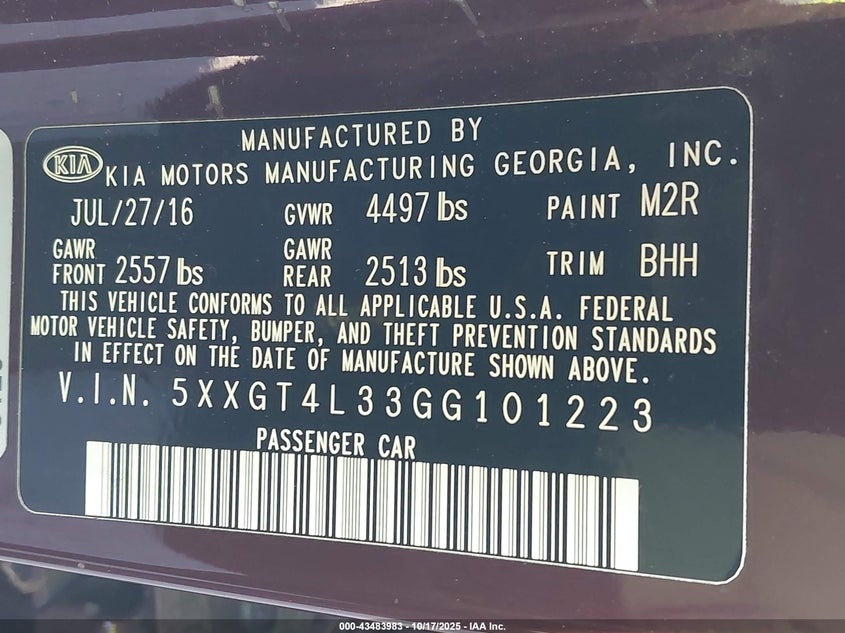 MANUFACTURED BY
KIA
KIA MOTORS MANUFACTURING GEORGIA, INC.
JUL/27/16 GVWR 4497 lbs PAINT M2R
GAWR FRONT 2557 lbs GAWR REAR 2513 lbs TRIM BHH
THIS VEHICLE CONFORMS TO ALL APPLICABLE U.S.A. FEDERAL
MOTOR VEHICLE SAFETY, BUMPER, AND THEFT PREVENTION STANDARDS
IN EFFECT ON THE DATE OF MANUFACTURE SHOWN ABOVE.
V.I.N. 5XXGT4L33GG101223
PASSENGER CAR
000-43483983 - 10/17/2025 - IAA Inc.